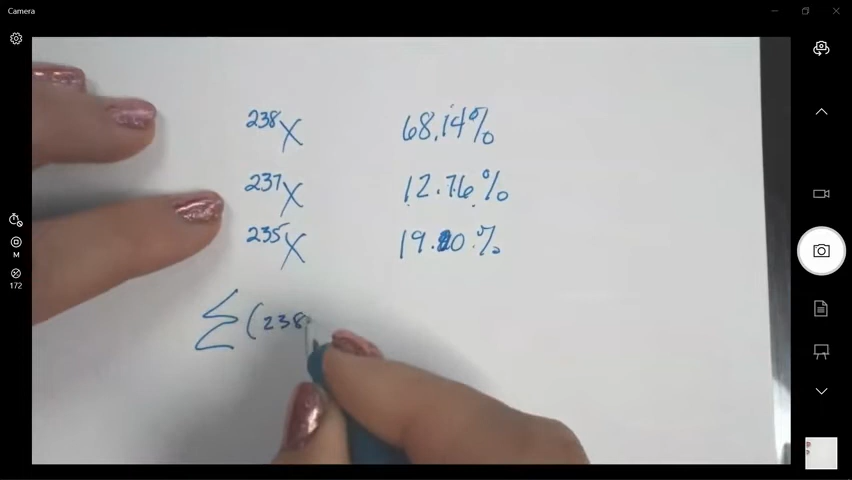 Camera
²³⁸X 68.14%
²³⁷X 12.76%
M
²³⁵X 19.10%
172
Σ(238